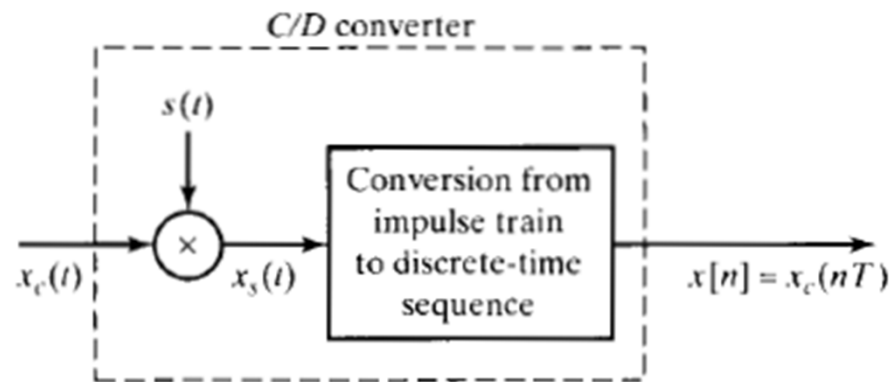 C/D converter
s(t)
Conversion from
impulse train
to discrete-time
sequence
×
x_c(t)
x_s(t)
x[n] = x_c(nT)